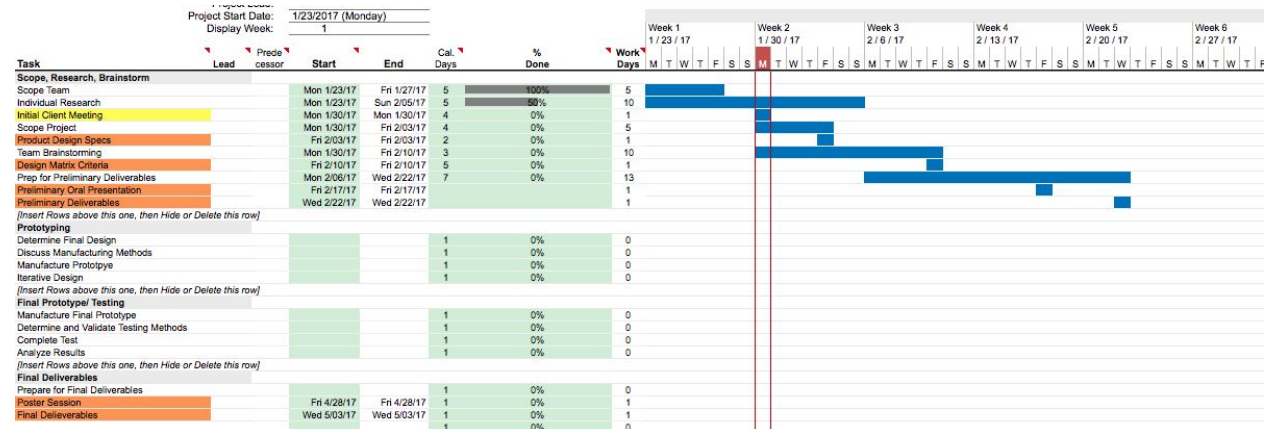 Project Lead:
Project Start Date: 1/23/2017 (Monday)
Display Week: 1
Week 1 Week 2 Week 3 Week 4 Week 5 Week 6
1 / 23 / 17 1 / 30 / 17 2 / 6 / 17 2 / 13 / 17 2 / 20 / 17 2 / 27 / 17
Task Lead Prede cessor Start End Cal. Days % Done Work Days M T W T F S S M T W T F S S M T W T F S S M T W T F S S M T W T F S S M T W T F
Scope, Research, Brainstorm
Scope Team Mon 1/23/17 Fri 1/27/17 5 100% 5
Individual Research Mon 1/23/17 Sun 2/05/17 5 50% 10
Initial Client Meeting Mon 1/30/17 Mon 1/30/17 4 0% 1
Scope Project Mon 1/30/17 Fri 2/03/17 4 0% 5
Product Design Specs Fri 2/03/17 Fri 2/03/17 2 0% 1
Team Brainstorming Mon 1/30/17 Fri 2/10/17 3 0% 10
Design Matrix Criteria Fri 2/10/17 Fri 2/10/17 5 0% 1
Prep for Preliminary Deliverables Mon 2/06/17 Wed 2/22/17 7 0% 13
Preliminary Oral Presentation Fri 2/17/17 Fri 2/17/17 1
Preliminary Deliverables Wed 2/22/17 Wed 2/22/17 1
[Insert Rows above this one, then Hide or Delete this row]
Prototyping
Determine Final Design 1 0% 0
Discuss Manufacturing Methods 1 0% 0
Manufacture Prototpye 1 0% 0
Iterative Design 1 0% 0
[Insert Rows above this one, then Hide or Delete this row]
Final Prototype/ Testing
Manufacture Final Prototype 1 0% 0
Determine and Validate Testing Methods 1 0% 0
Complete Test 1 0% 0
Analyze Results 1 0% 0
[Insert Rows above this one, then Hide or Delete this row]
Final Deliverables
Prepare for Final Deliverables 1 0% 0
Poster Session Fri 4/28/17 Fri 4/28/17 1 0% 1
Final Delieverables Wed 5/03/17 Wed 5/03/17 1 0% 1
1 0% 0